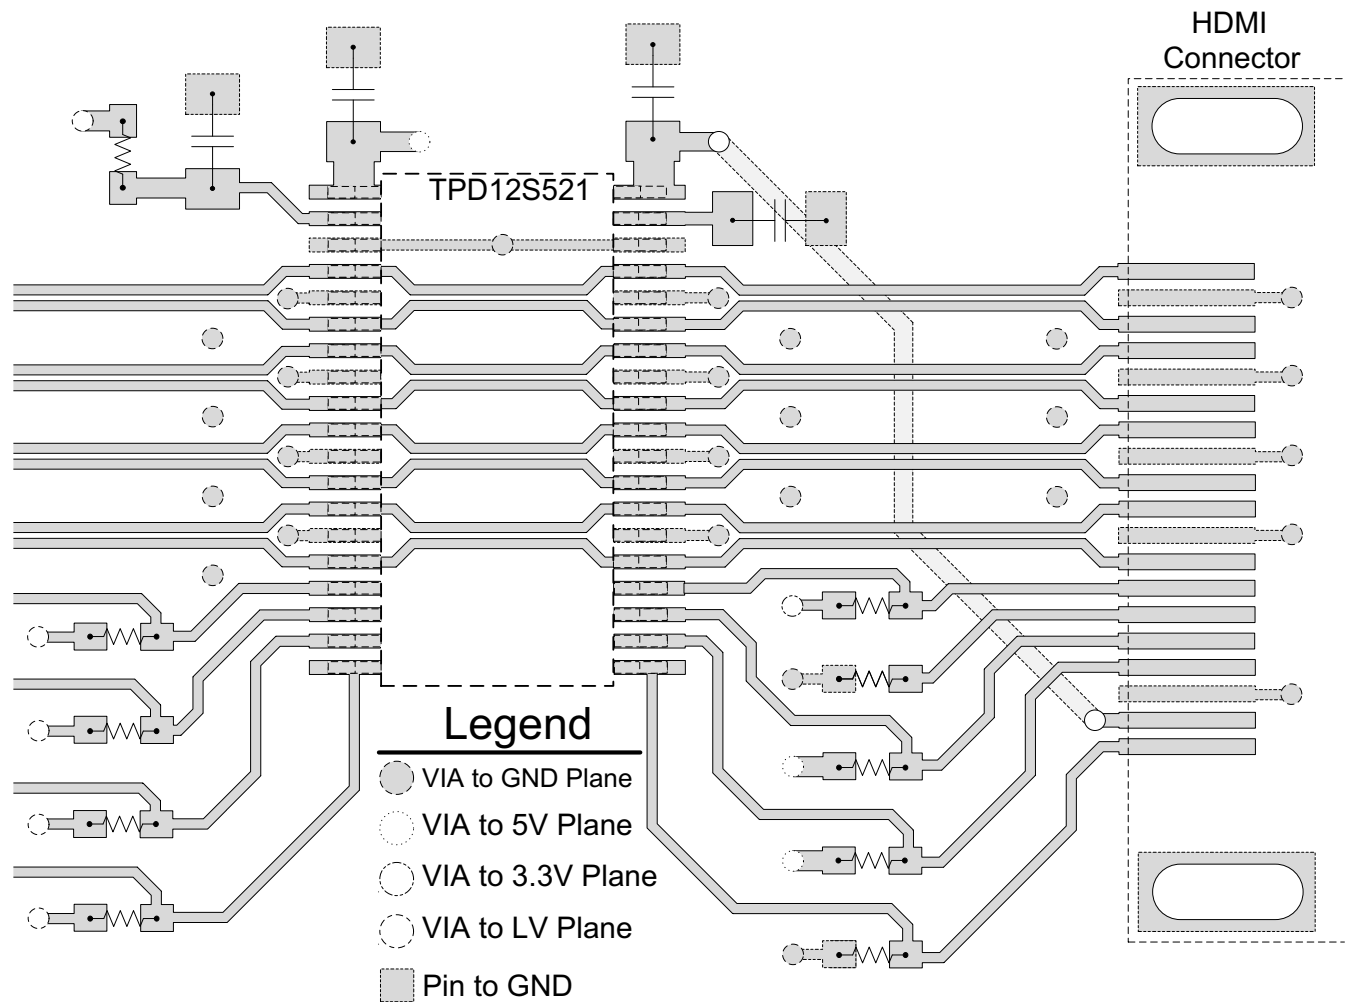 HDMI
Connector
TPD12S521
Legend
VIA to GND Plane
VIA to 5V Plane
VIA to 3.3V Plane
VIA to LV Plane
Pin to GND